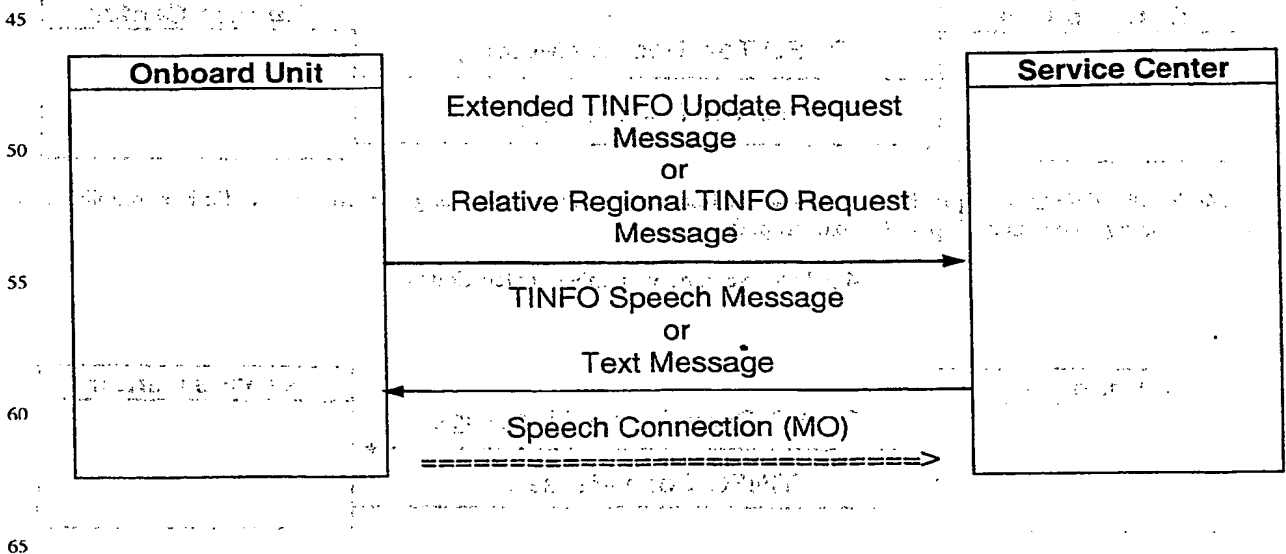 45
Onboard Unit
Service Center
Extended TINFO Update Request
Message
50
or
Relative Regional TINFO Request
Message
55
TINFO Speech Message
or
Text Message
60
Speech Connection (MO)
65